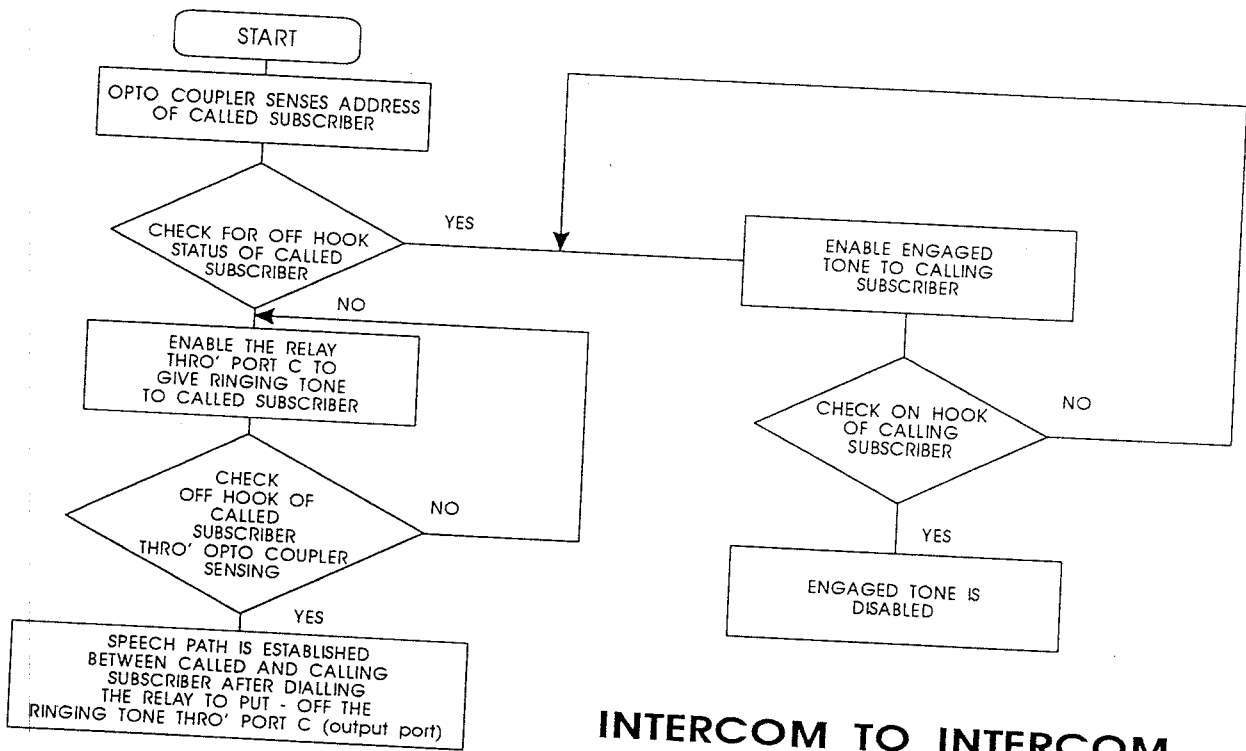 START
OPTO COUPLER SENSES ADDRESS
OF CALLED SUBSCRIBER
CHECK FOR OFF HOOK
STATUS OF CALLED
SUBSCRIBER
YES
NO
ENABLE THE RELAY
THRO' PORT C TO
GIVE RINGING TONE
TO CALLED SUBSCRIBER
CHECK
OFF HOOK OF
CALLED
SUBSCRIBER
THRO' OPTO COUPLER
SENSING
NO
YES
SPEECH PATH IS ESTABLISHED
BETWEEN CALLED AND CALLING
SUBSCRIBER AFTER DIALLING
THE RELAY TO PUT - OFF THE
RINGING TONE THRO' PORT C (output port)
ENABLE ENGAGED
TONE TO CALLING
SUBSCRIBER
CHECK ON HOOK
OF CALLING
SUBSCRIBER
NO
YES
ENGAGED TONE IS
DISABLED
INTERCOM TO INTERCOM